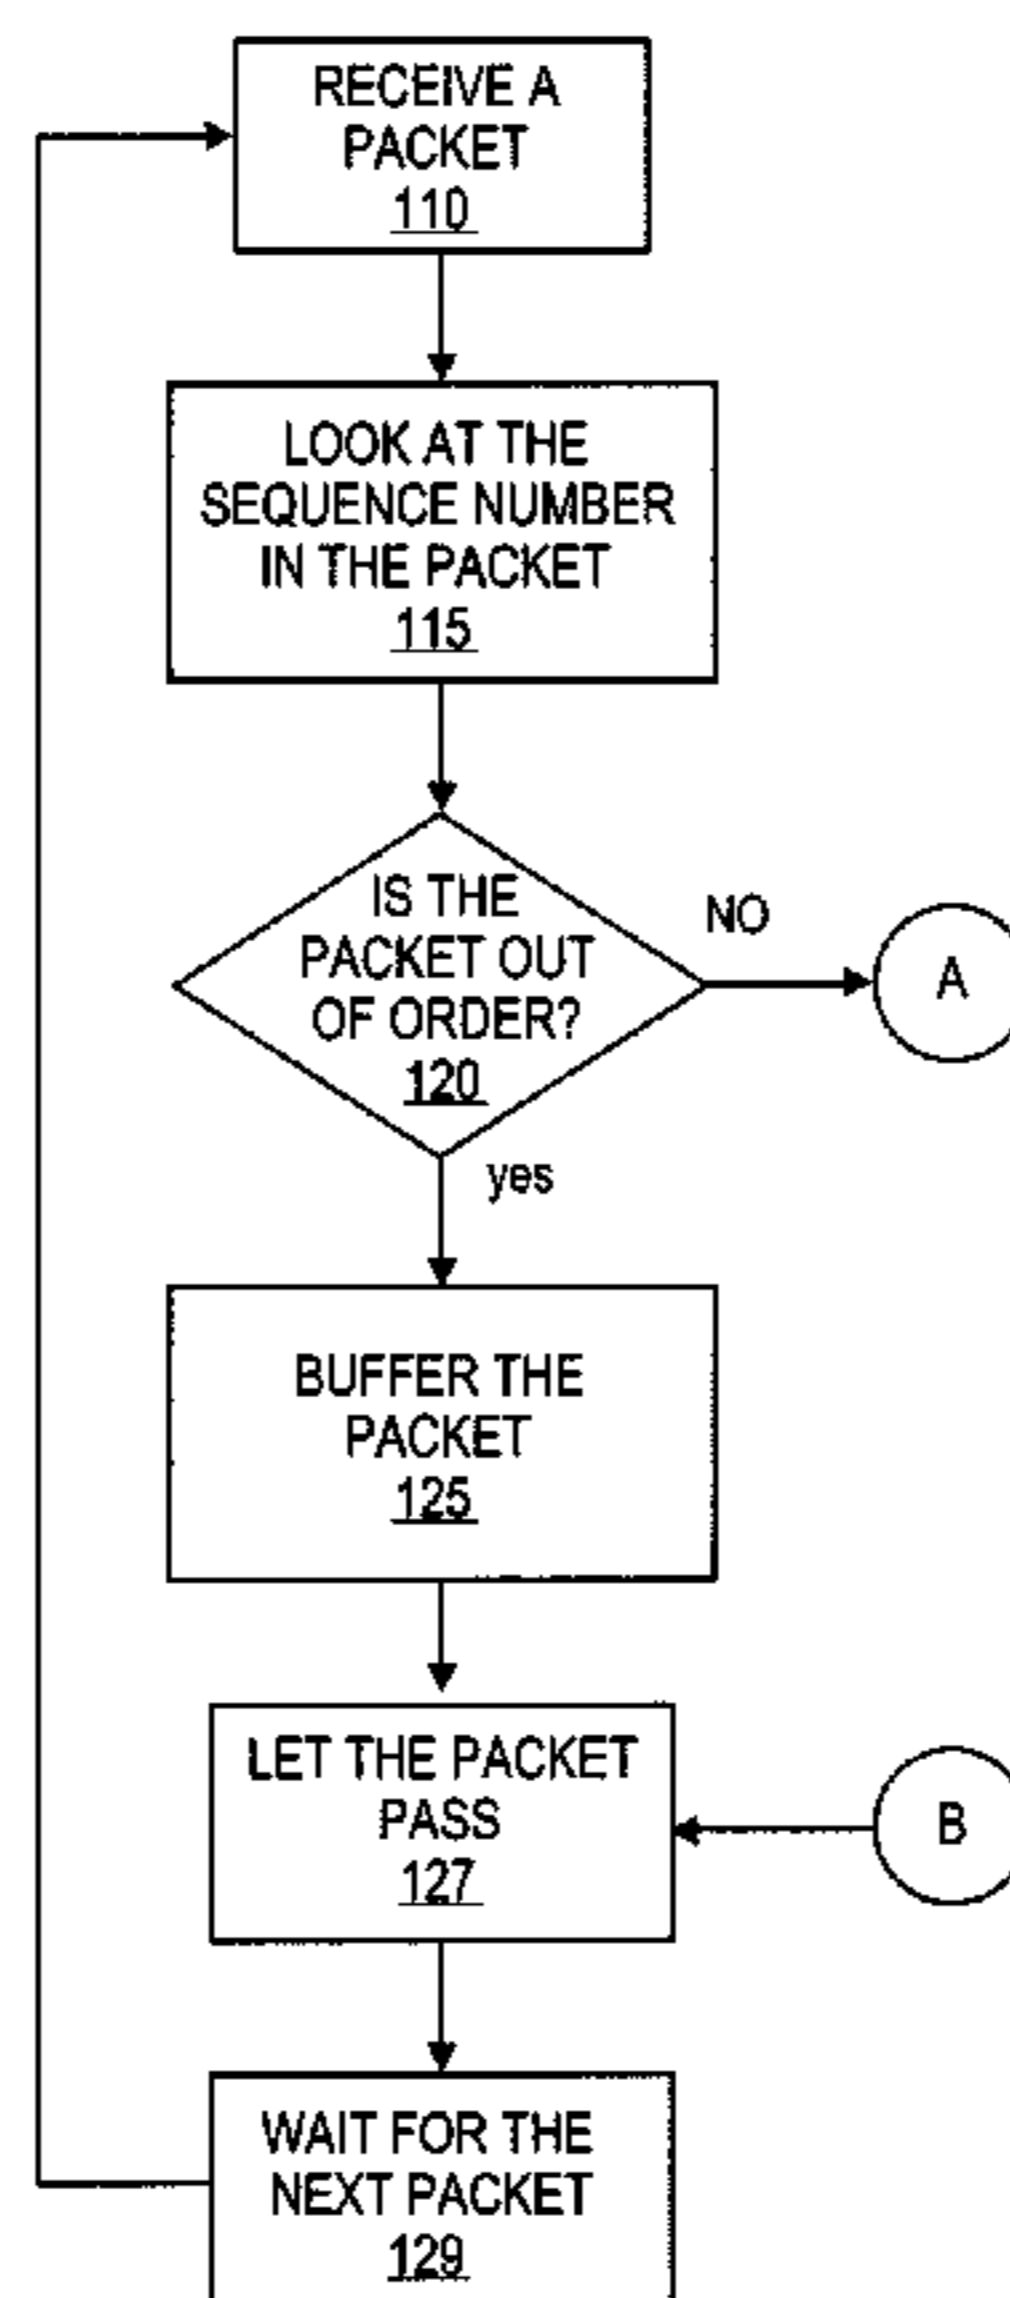 RECEIVE A
PACKET
110
LOOK AT THE
SEQUENCE NUMBER
IN THE PACKET
115
IS THE
PACKET OUT
OF ORDER?
120
NO
A
yes
BUFFER THE
PACKET
125
LET THE PACKET
PASS
127
B
WAIT FOR THE
NEXT PACKET
129